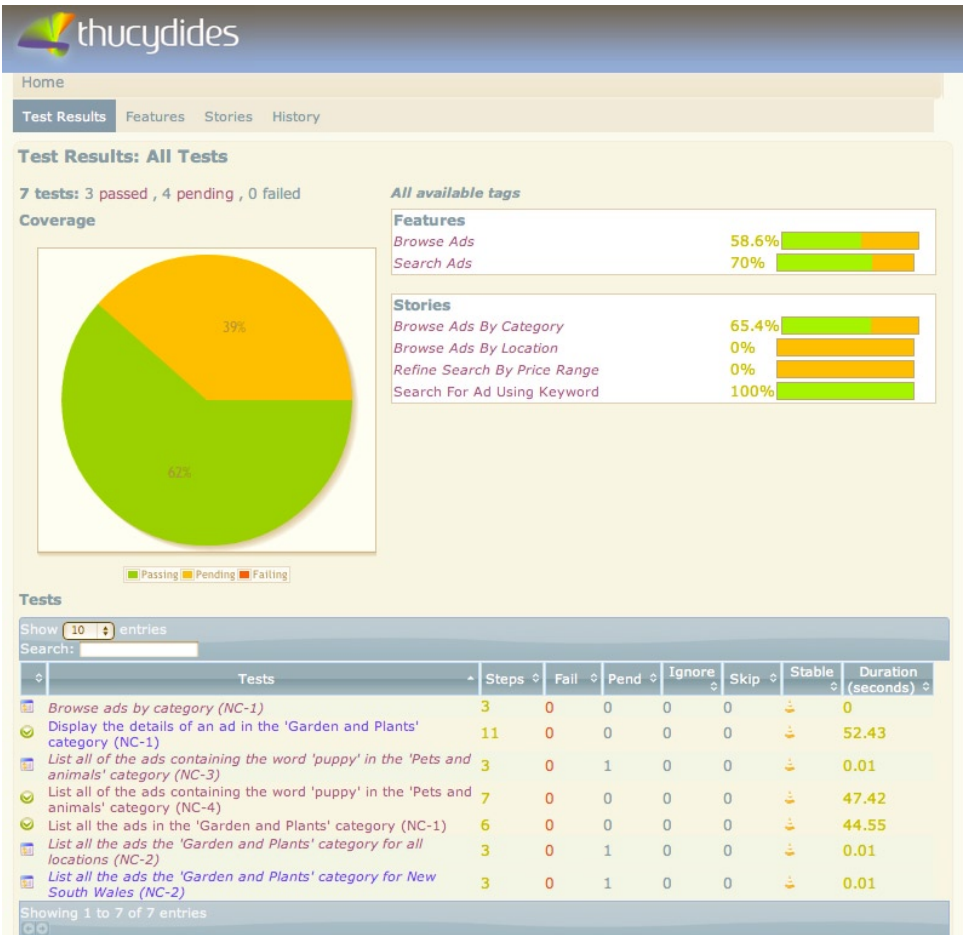 thucydides
Home
Test Results Features Stories History
Test Results: All Tests
7 tests: 3 passed , 4 pending , 0 failed
All available tags
Coverage
39%
62%
Passing Pending Failing
Features
Browse Ads 58.6%
Search Ads 70%
Stories
Browse Ads By Category 65.4%
Browse Ads By Location 0%
Refine Search By Price Range 0%
Search For Ad Using Keyword 100%
Tests
Show 10 entries
Search:
Tests Steps Fail Pend Ignore Skip Stable Duration (seconds)
Browse ads by category (NC-1) 3 0 0 0 0 0
Display the details of an ad in the 'Garden and Plants'
category (NC-1) 11 0 0 0 0 52.43
List all of the ads containing the word 'puppy' in the 'Pets and
animals' category (NC-3) 3 0 1 0 0 0.01
List all of the ads containing the word 'puppy' in the 'Pets and
animals' category (NC-4) 7 0 0 0 0 47.42
List all the ads in the 'Garden and Plants' category (NC-1) 6 0 0 0 0 44.55
List all the ads the 'Garden and Plants' category for all
locations (NC-2) 3 0 1 0 0 0.01
List all the ads the 'Garden and Plants' category for New
South Wales (NC-2) 3 0 1 0 0 0.01
Showing 1 to 7 of 7 entries